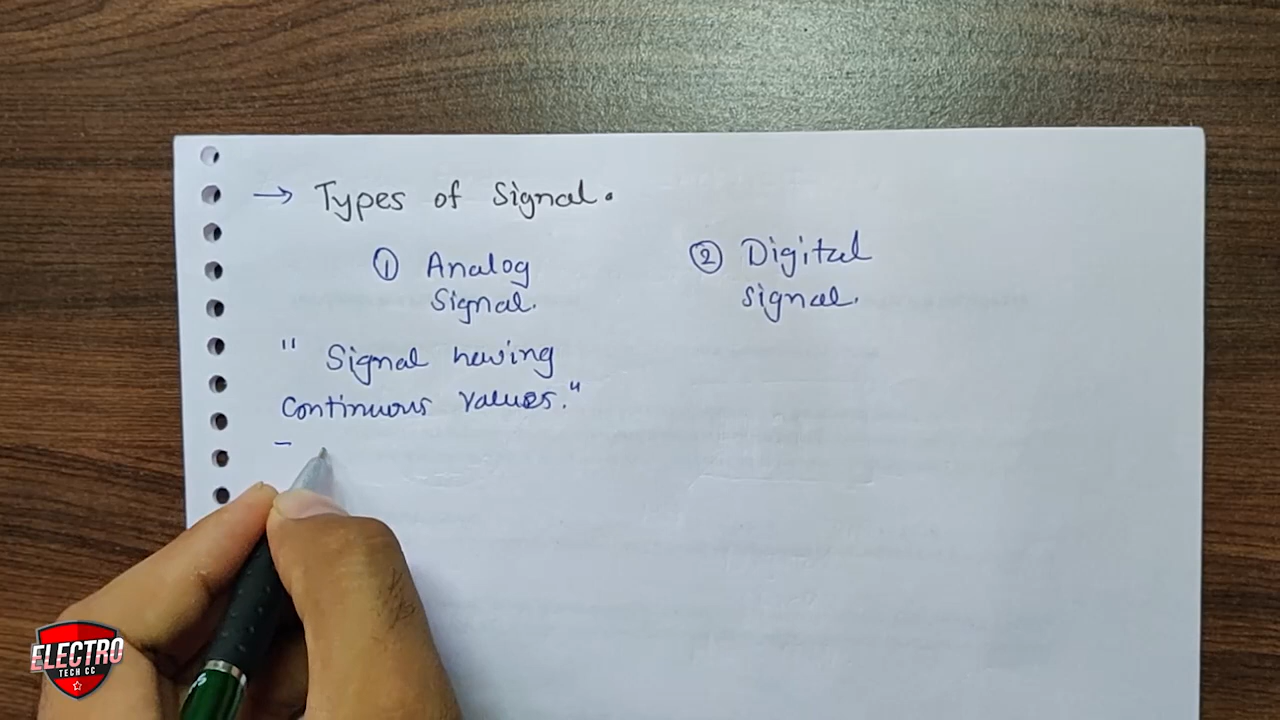 → Types of Signal.
① Analog
Signal.
② Digital
signal.
" Signal having
Continuous values."
-
ELECTRO
TECH CC